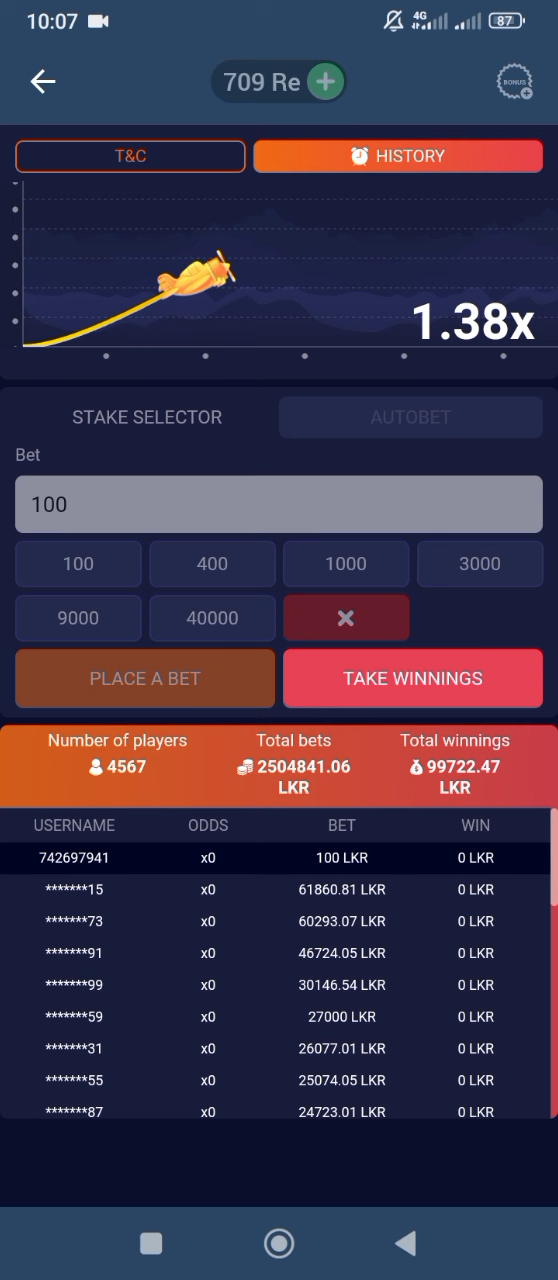 10:07 4G 87
709 Re + BONUS
T&C HISTORY
1.38x
STAKE SELECTOR AUTOBET
Bet
100
100 400 1000 3000
9000 40000
PLACE A BET TAKE WINNINGS
Number of players Total bets Total winnings
4567 2504841.06 99722.47
LKR LKR
USERNAME ODDS BET WIN
742697941 x0 100 LKR 0 LKR
*******15 x0 61860.81 LKR 0 LKR
*******73 x0 60293.07 LKR 0 LKR
*******91 x0 46724.05 LKR 0 LKR
*******99 x0 30146.54 LKR 0 LKR
*******59 x0 27000 LKR 0 LKR
*******31 x0 26077.01 LKR 0 LKR
*******55 x0 25074.05 LKR 0 LKR
*******87 x0 24723.01 LKR 0 LKR